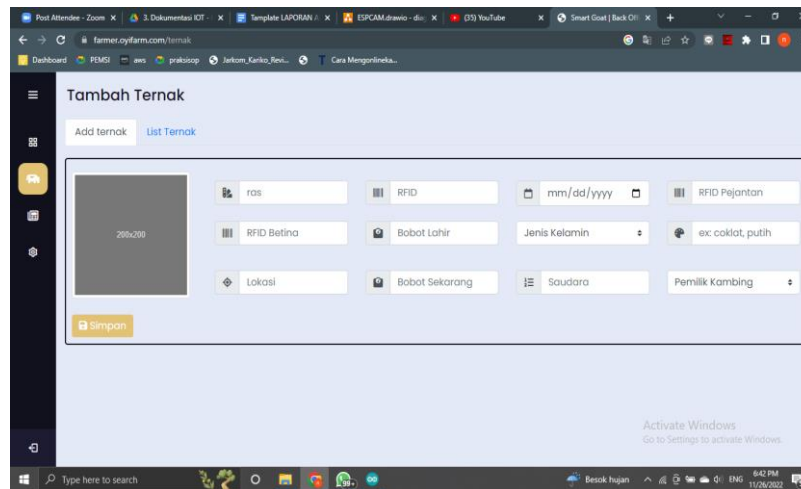 Post Attendee - Zoom
3. Dokumentasi IOT -
Tamplate LAPORAN A
ESPCAM.drawio - dia
(35) YouTube
Smart Goat | Back Off
farmer.oyifarm.com/ternak
Dashboard
PEMSI
aws
praksicop
Jarkom_Kariko_Revi...
Cara Mengonlineka...
Tambah Ternak
Add ternak
List Ternak
200x200
ras
RFID
mm/dd/yyyy
RFID Pejantan
RFID Betina
Bobot Lahir
Jenis Kelamin
ex: coklat, putih
Lokasi
Bobot Sekarang
Saudara
Pemilik Kambing
Simpan
Activate Windows
Go to Settings to activate Windows.
Type here to search
99+
Besok hujan
ENG
6:42 PM
11/26/2022